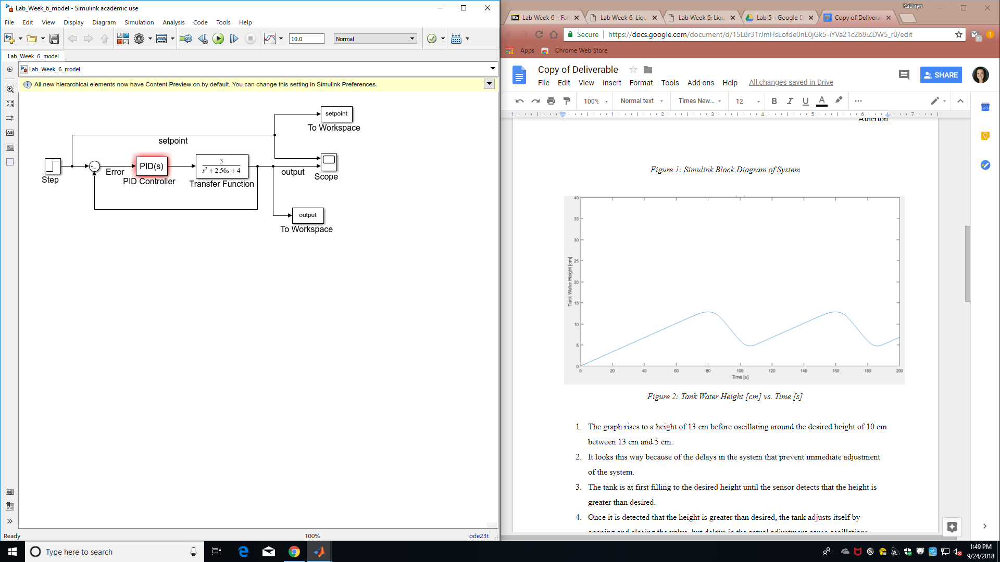 Lab_Week_6_model - Simulink academic use
File Edit View Display Diagram Simulation Analysis Code Tools Help
10.0 Normal
Lab_Week_6_model
Lab_Week_6_model
All new hierarchical elements now have Content Preview on by default. You can change this setting in Simulink Preferences.
setpoint
To Workspace
setpoint
Step
+
-
Error
PID(s)
PID Controller
3
s² + 2.56s + 4
Transfer Function
output
Scope
output
To Workspace
Ready 100% ode23t
Kathryn
Lab Week 6 – Fall
Lab Week 6: Liqu
Lab Week 6: Liqu
Lab 5 - Google D
Copy of Delivera
Secure https://docs.google.com/document/d/15LBr31rJmHsEofde0nE0jGk5-iYVa21c2b8iZDW5_r0/edit
Apps Chrome Web Store
Copy of Deliverable
File Edit View Insert Format Tools Add-ons Help All changes saved in Drive
SHARE
100% Normal text Times New... 12 B I U A
1 1 2 3 4 5 6 7
31
Atherton
Figure 1: Simulink Block Diagram of System
40
35
30
25
20
15
10
5
0
Tank Water Height [cm]
0 20 40 60 80 100 120 140 160 180 200
Time [s]
Figure 2: Tank Water Height [cm] vs. Time [s]
1. The graph rises to a height of 13 cm before oscillating around the desired height of 10 cm
between 13 cm and 5 cm.
2. It looks this way because of the delays in the system that prevent immediate adjustment
of the system.
3. The tank is at first filling to the desired height until the sensor detects that the height is
greater than desired.
4. Once it is detected that the height is greater than desired, the tank adjusts itself by
opening and closing the valve, but delays in the actual adjustment cause oscillations
Type here to search
1:49 PM
9/24/2018